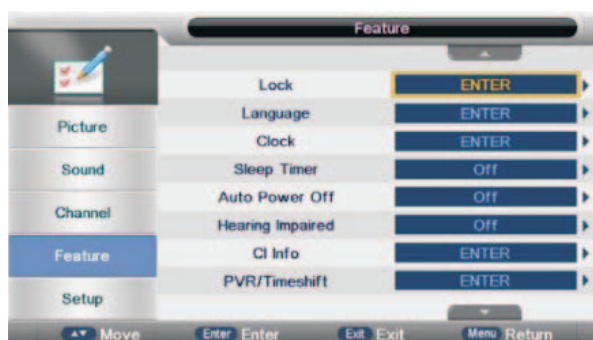 Feature
Lock ENTER
Language ENTER
Picture
Clock ENTER
Sound
Sleep Timer Off
Auto Power Off Off
Channel
Hearing Impaired Off
Feature
CI Info ENTER
PVR/Timeshift ENTER
Setup
Move Enter Enter Exit Exit Menu Return